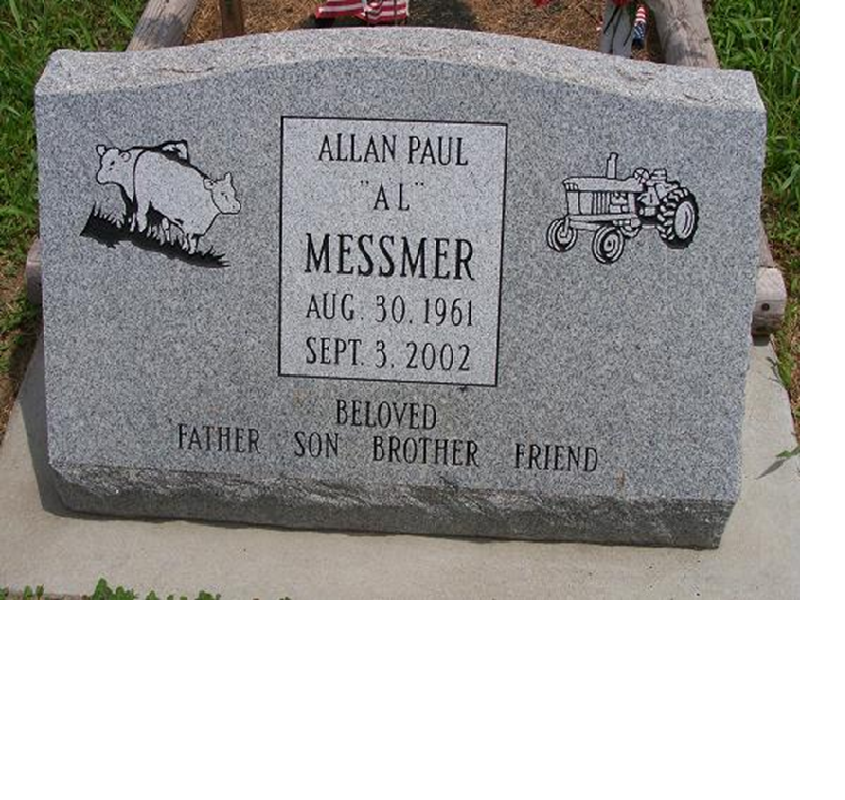 ALLAN PAUL
"AL"
MESSMER
AUG. 30, 1961
SEPT. 3, 2002
BELOVED
FATHER SON BROTHER FRIEND